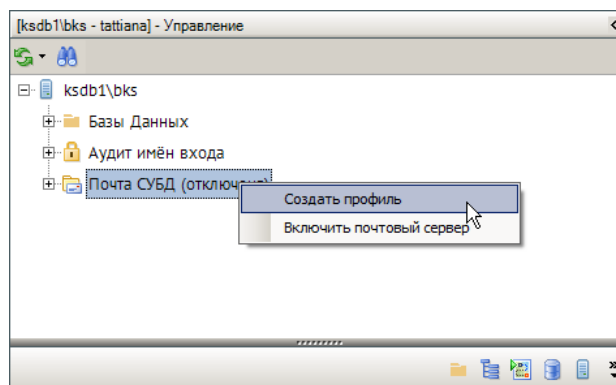 [ksdb1\bks - tattiana] - Управление
ksdb1\bks
Базы Данных
Аудит имён входа
Почта СУБД (отключена)
Создать профиль
Включить почтовый сервер